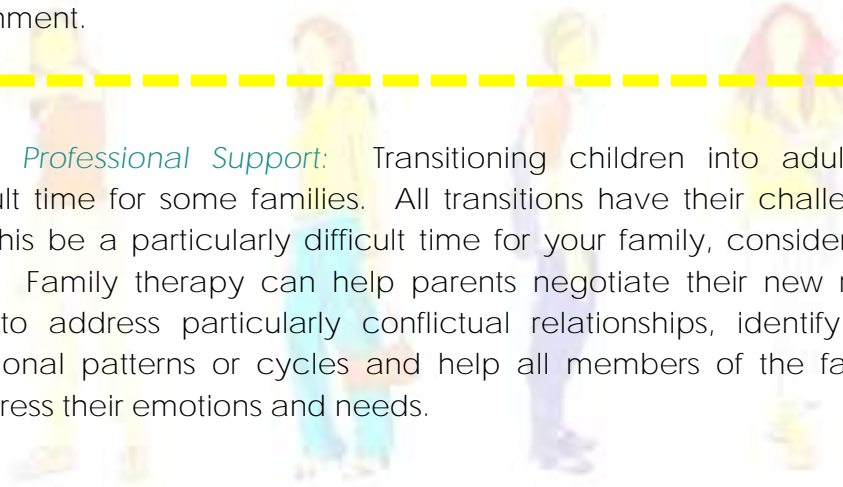 nment.
Professional Support: Transitioning children into adul
ult time for some families. All transitions have their challe
his be a particularly difficult time for your family, consider
Family therapy can help parents negotiate their new r
to address particularly conflictual relationships, identify
onal patterns or cycles and help all members of the fa
ress their emotions and needs.